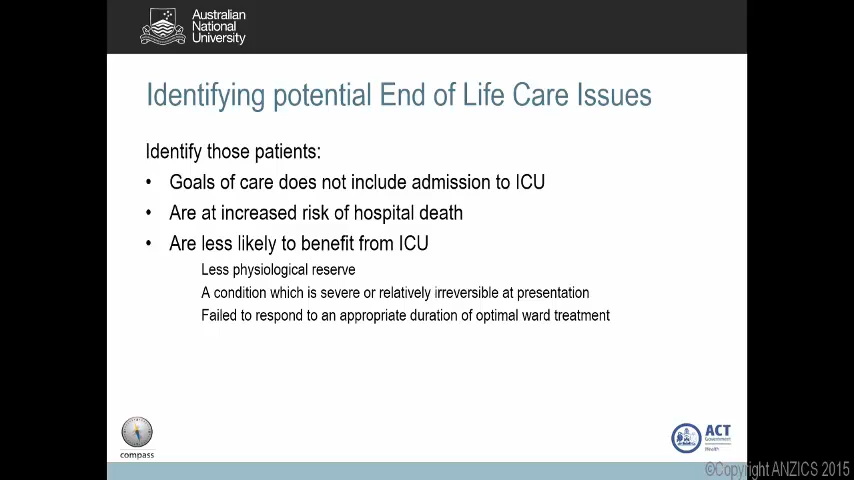 Australian
National
University
Identifying potential End of Life Care Issues
Identify those patients:
• Goals of care does not include admission to ICU
• Are at increased risk of hospital death
• Are less likely to benefit from ICU
Less physiological reserve
A condition which is severe or relatively irreversible at presentation
Failed to respond to an appropriate duration of optimal ward treatment
compass
ACT
Government
Health
©Copyright ANZICS 2015